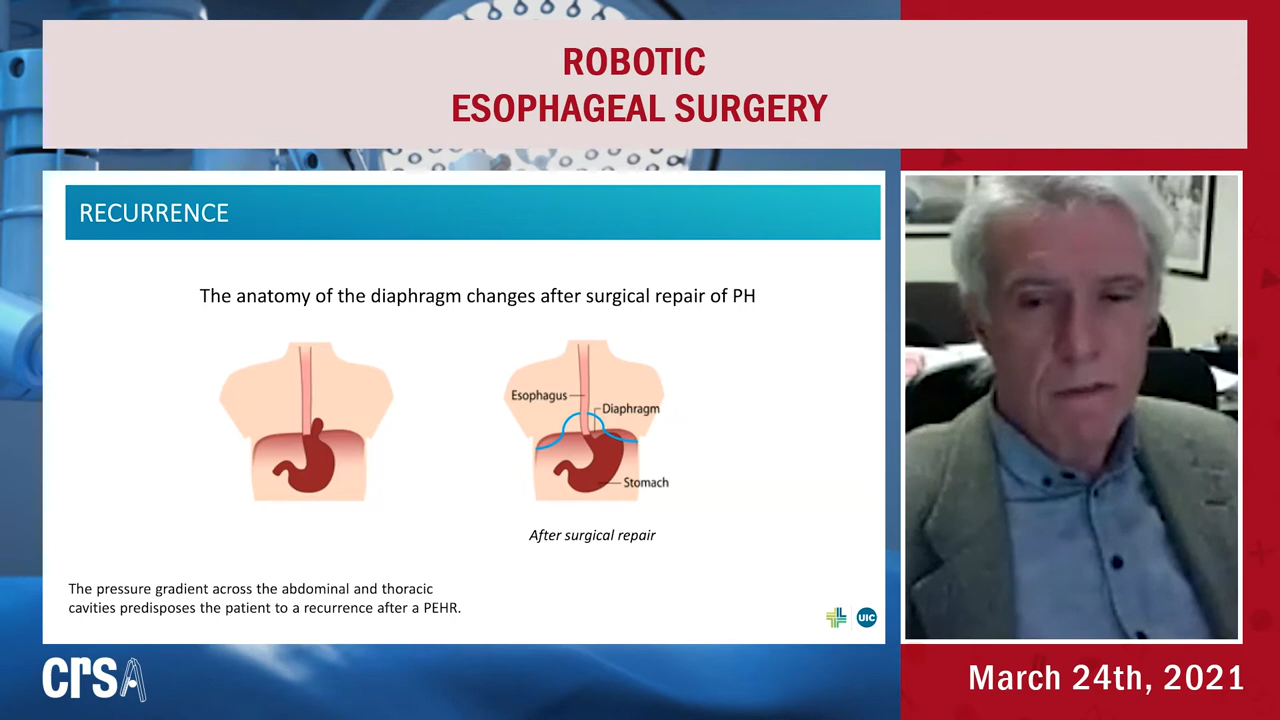 ROBOTIC
ESOPHAGEAL SURGERY
RECURRENCE
The anatomy of the diaphragm changes after surgical repair of PH
Esophagus
Diaphragm
Stomach
After surgical repair
The pressure gradient across the abdominal and thoracic
cavities predisposes the patient to a recurrence after a PEHR.
UIC
crsa
March 24th, 2021